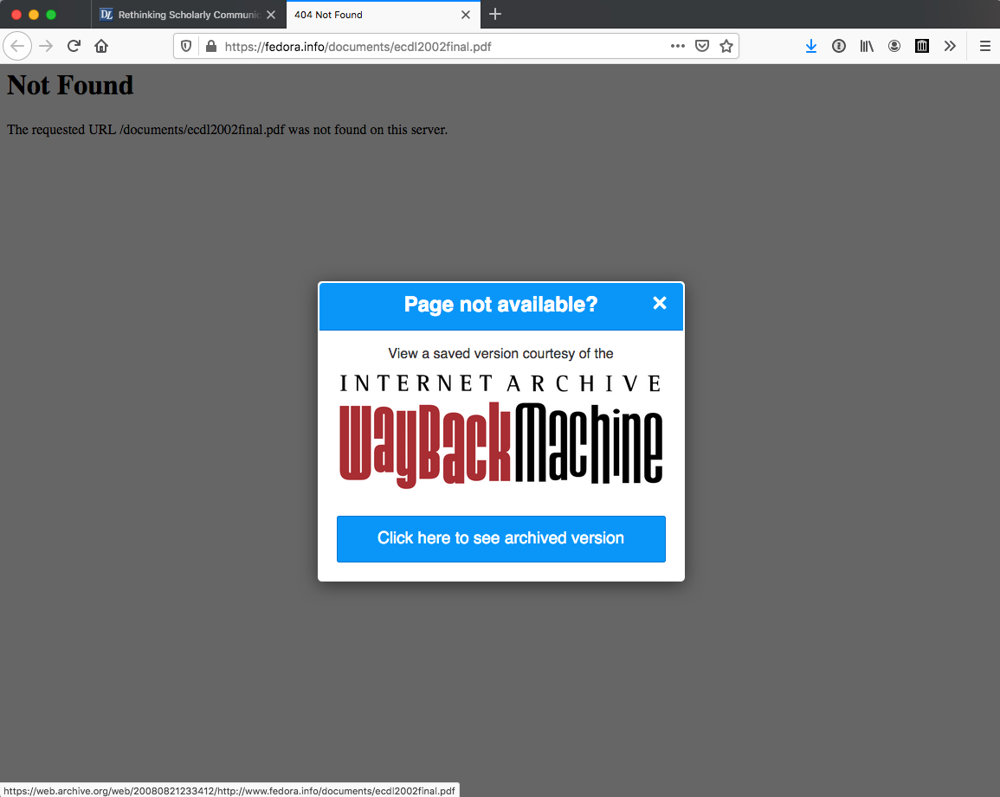 Rethinking Scholarly Communic
404 Not Found
https://fedora.info/documents/ecdl2002final.pdf
Not Found
The requested URL /documents/ecdl2002final.pdf was not found on this server.
Page not available?
View a saved version courtesy of the
INTERNET ARCHIVE
WayBackMachine
Click here to see archived version
https://web.archive.org/web/20080821233412/http://www.fedora.info/documents/ecdl2002final.pdf